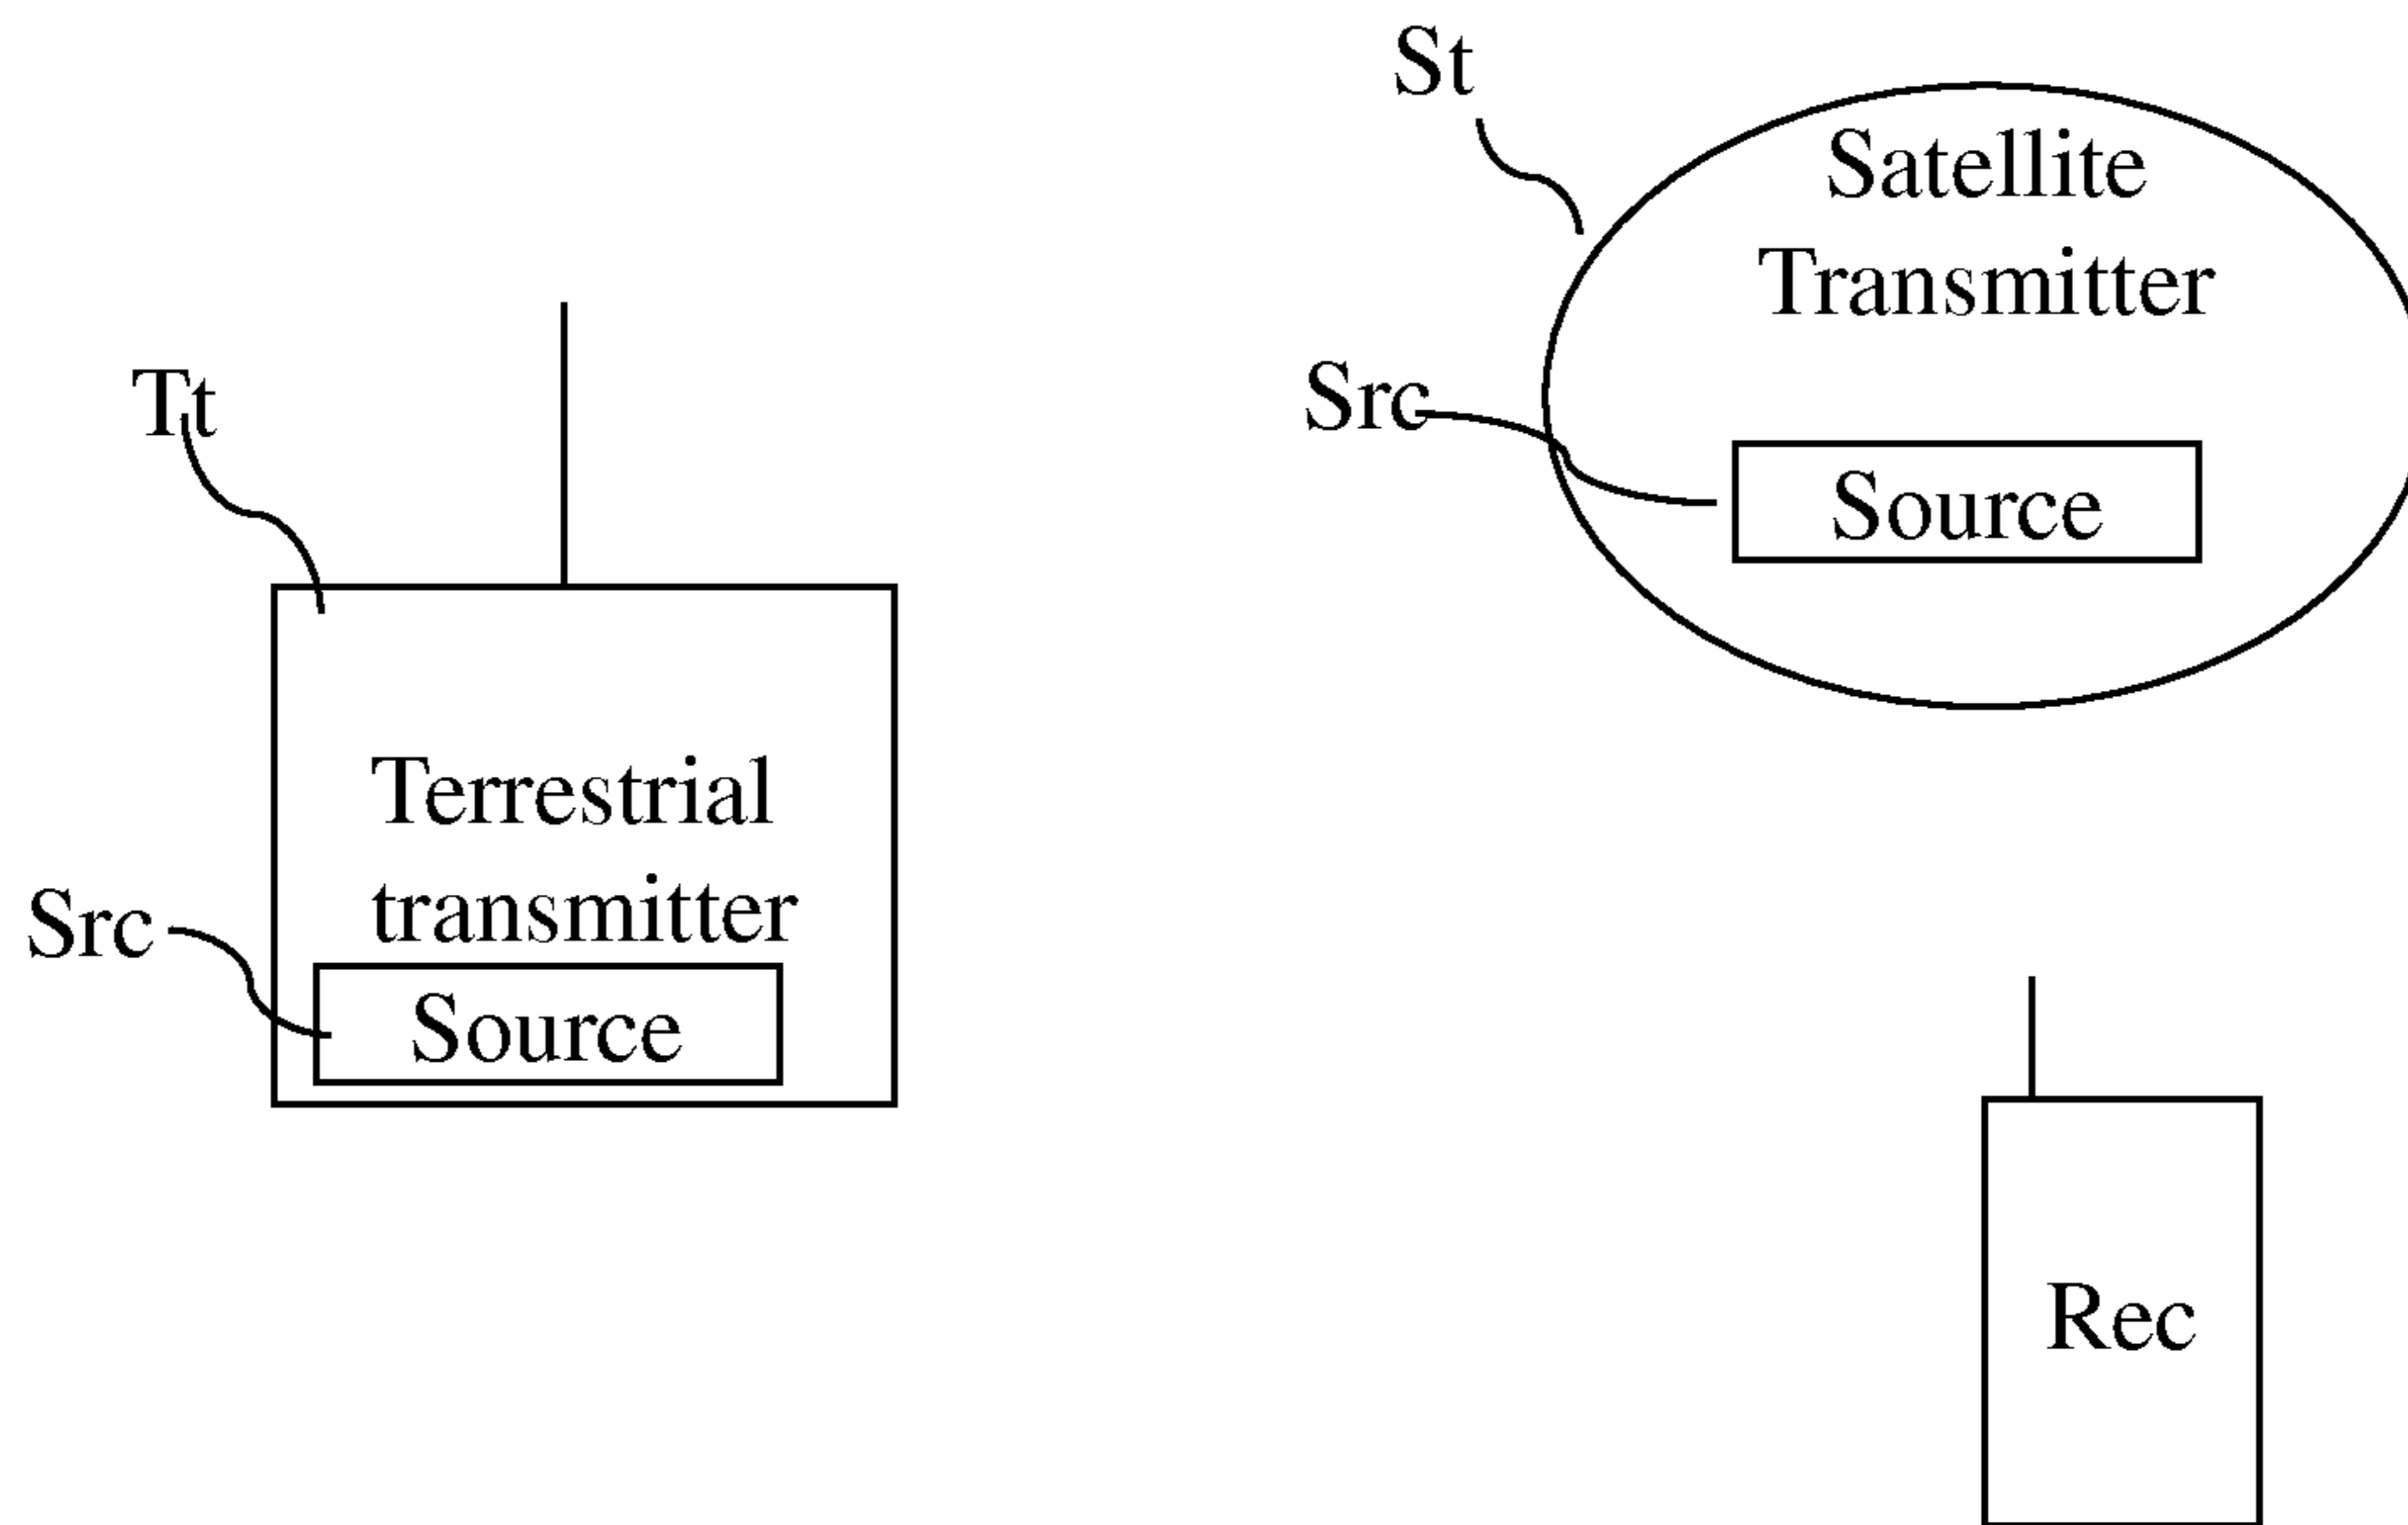 St
Satellite
Transmitter
Src
Source
Tt
Terrestrial
transmitter
Src
Source
Rec